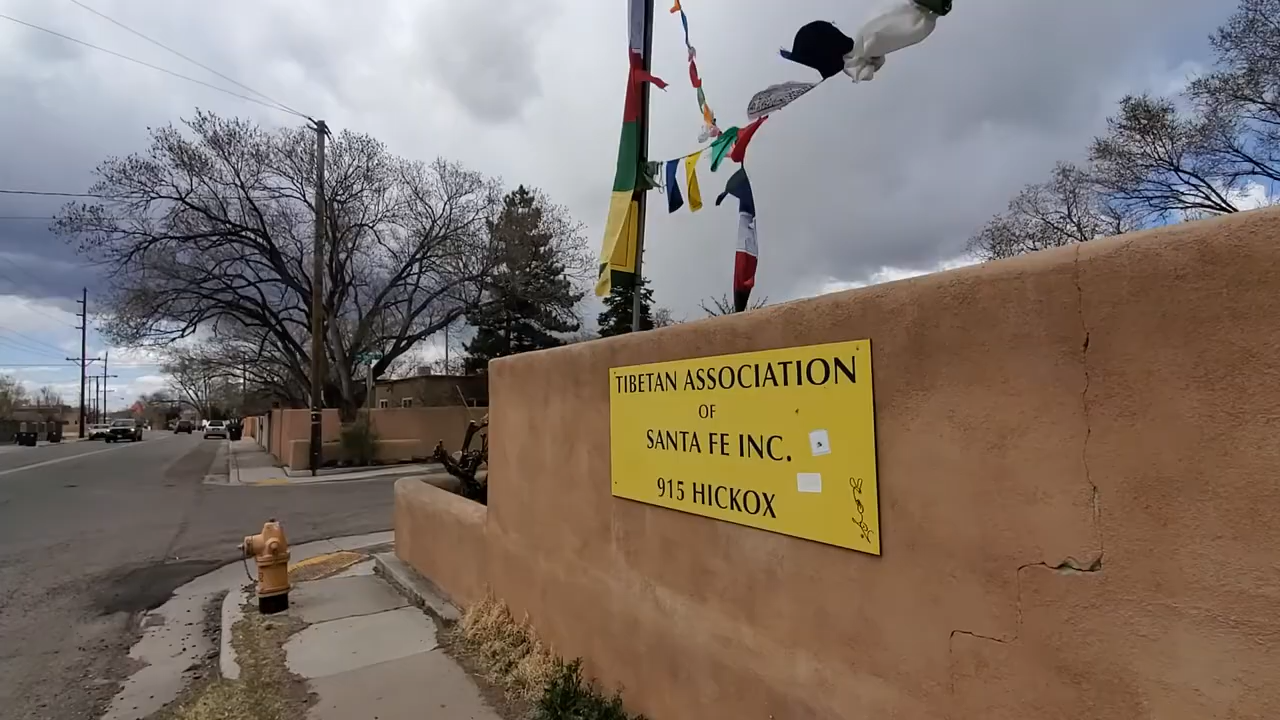 TIBETAN ASSOCIATION
OF
SANTA FE INC.
915 HICKOX